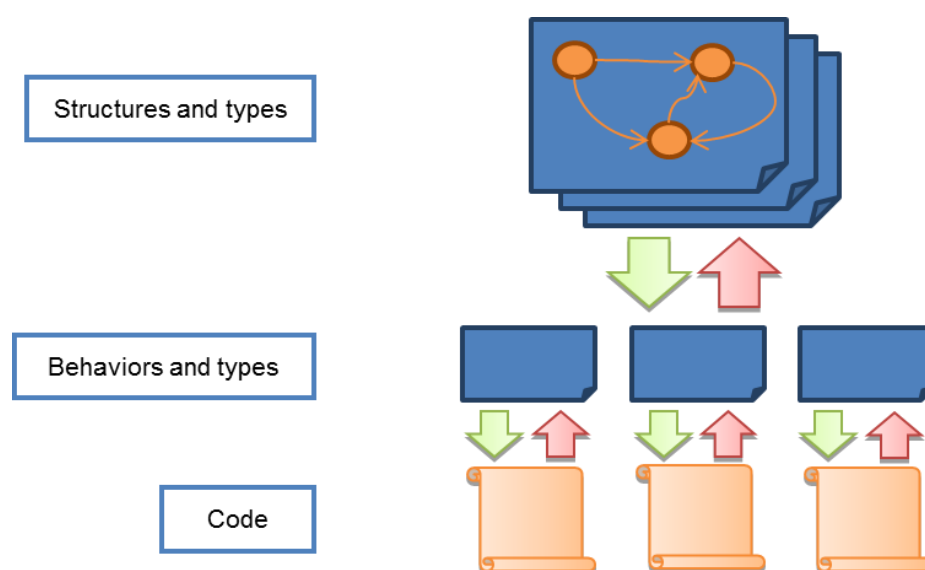 Structures and types
Behaviors and types
Code